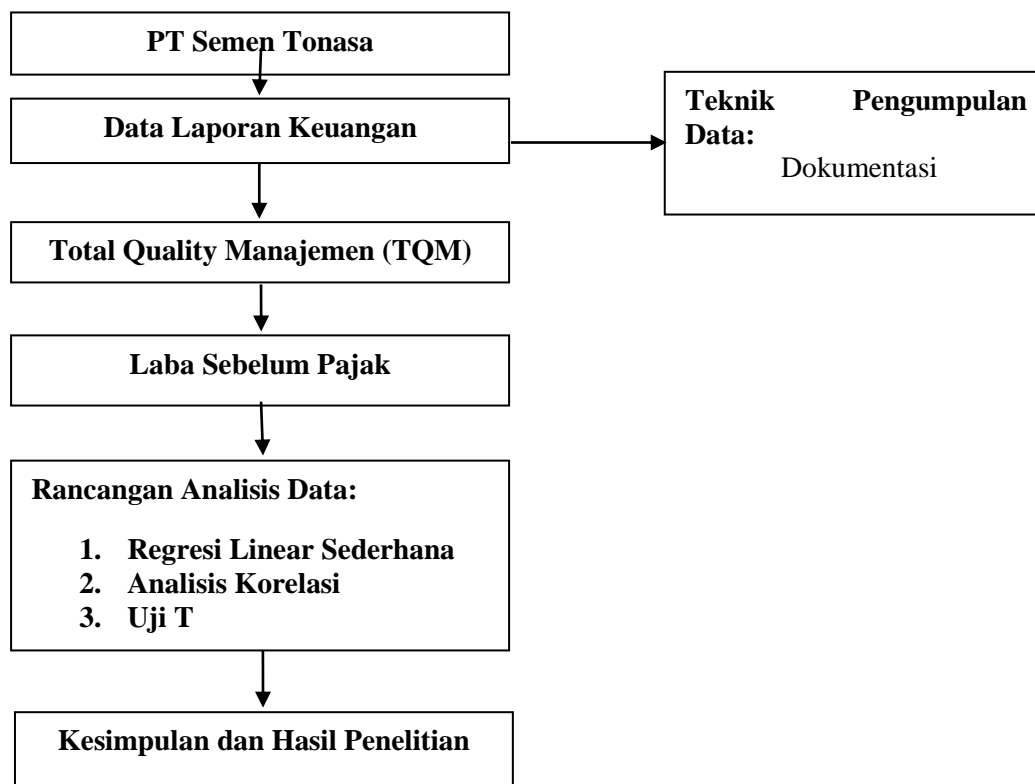 PT Semen Tonasa
Data Laporan Keuangan
Teknik Pengumpulan
Data:
Dokumentasi
Total Quality Manajemen (TQM)
Laba Sebelum Pajak
Rancangan Analisis Data:
1. Regresi Linear Sederhana
2. Analisis Korelasi
3. Uji T
Kesimpulan dan Hasil Penelitian